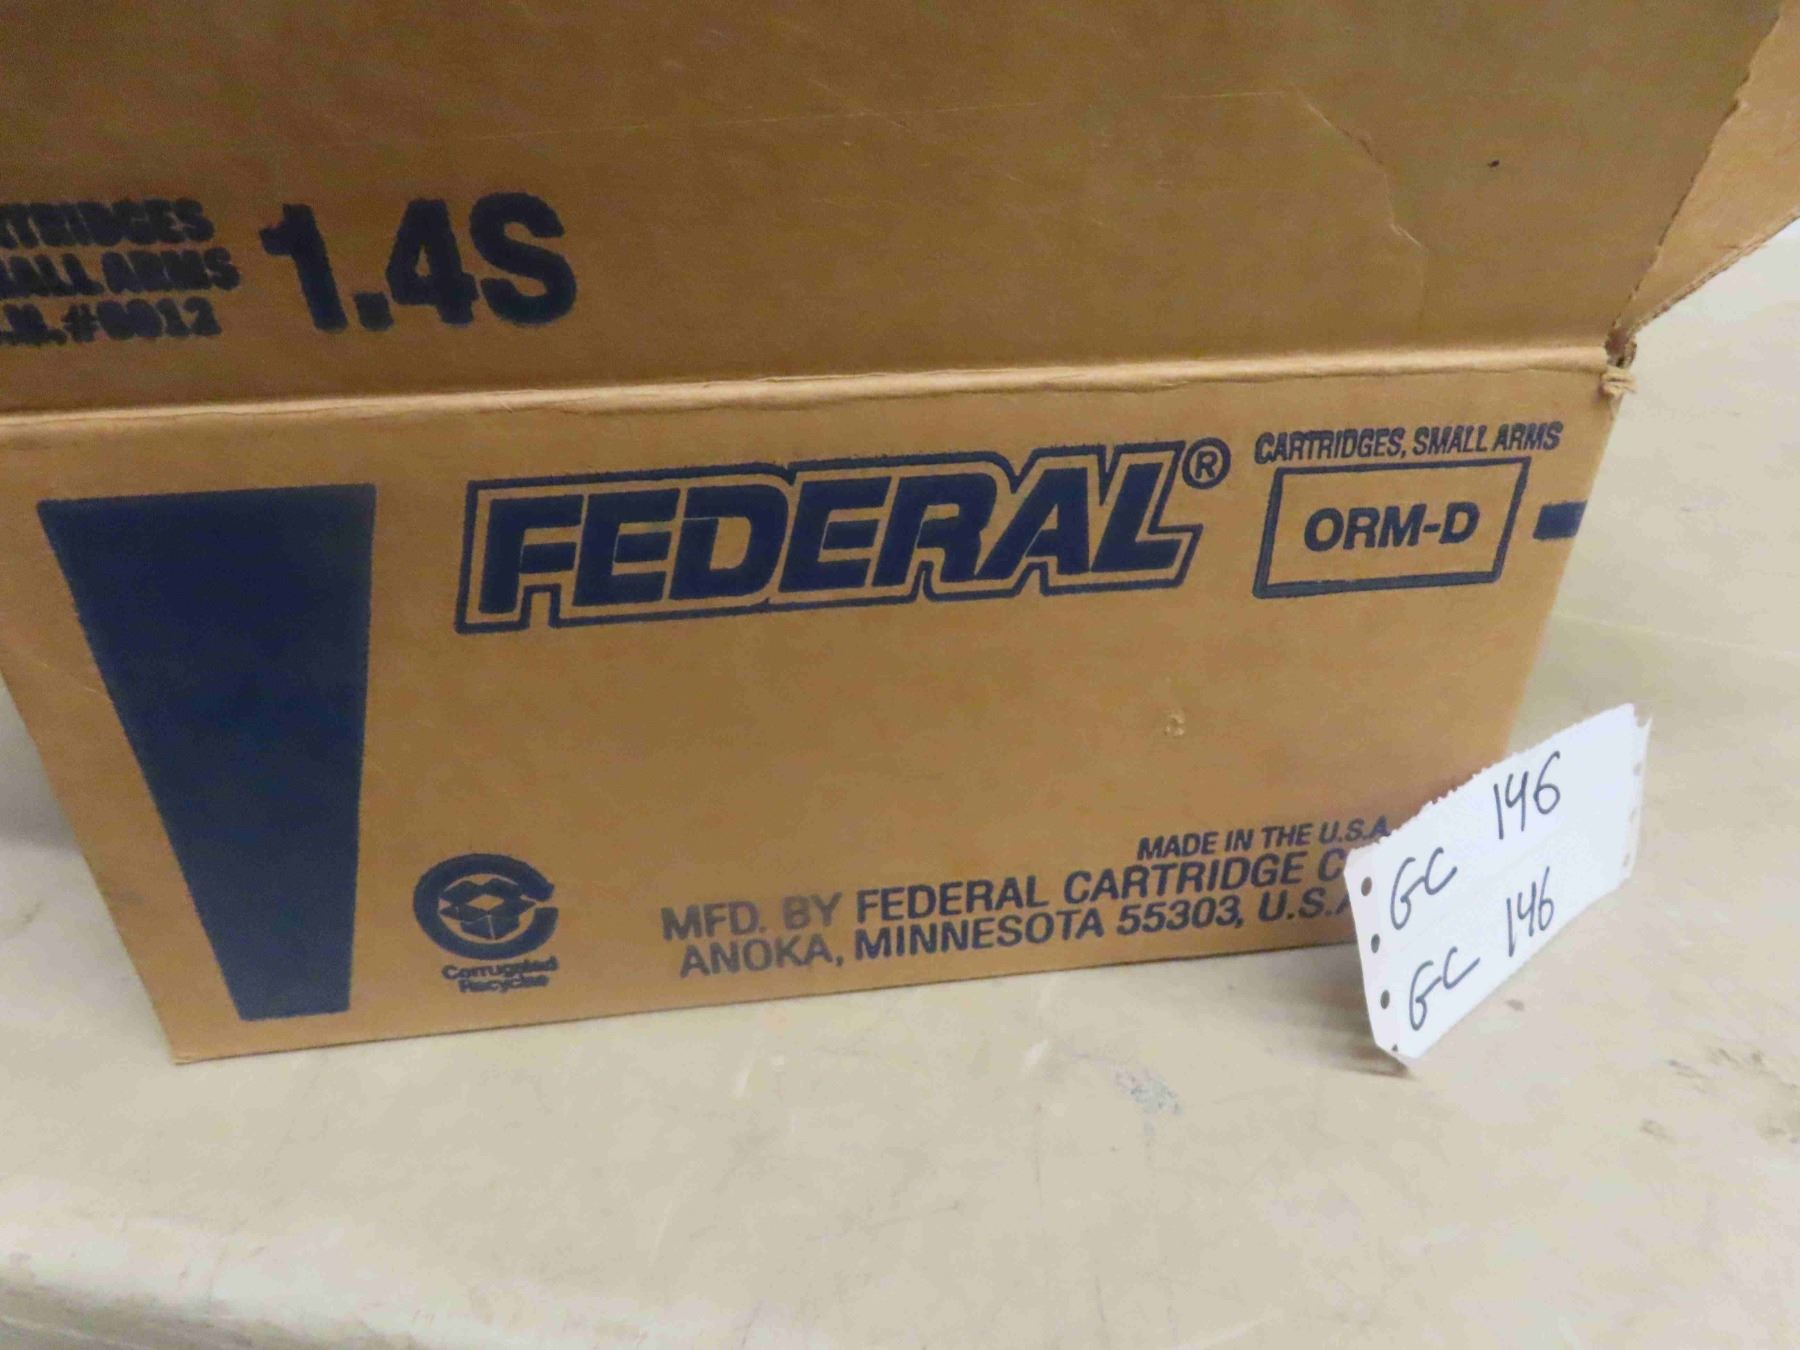 1.4S
0012
FEDERAL®
CARTRIDGES, SMALL ARMS
ORM-D
MADE IN THE U.S.A.
MFD. BY FEDERAL CARTRIDGE
ANOKA, MINNESOTA 55303, U.S.A
Corrugated
Recycles
GC 146
GC 146